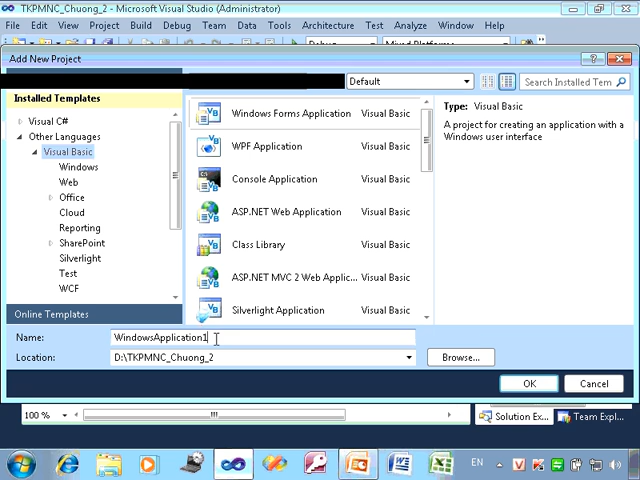 TKPMNC_Chuong_2 - Microsoft Visual Studio (Administrator)
File Edit View Project Build Debug Team Data Tools
Architecture Test Analyze Window Help
Debug Mixed Platforms
Add New Project
Default
Search Installed Tem
Installed Templates
Visual C#
Other Languages
Visual Basic
Windows
Web
Office
Cloud
Reporting
SharePoint
Silverlight
Test
WCF
Online Templates
Windows Forms Application Visual Basic
WPF Application Visual Basic
Console Application Visual Basic
ASP.NET Web Application Visual Basic
Class Library Visual Basic
ASP.NET MVC 2 Web Applic... Visual Basic
Silverlight Application Visual Basic
Type: Visual Basic
A project for creating an application with a
Windows user interface
Name: WindowsApplication1
Location: D:\TKPMNC_Chuong_2
Browse...
OK Cancel
100 %
Solution Ex... Team Expl...
EN